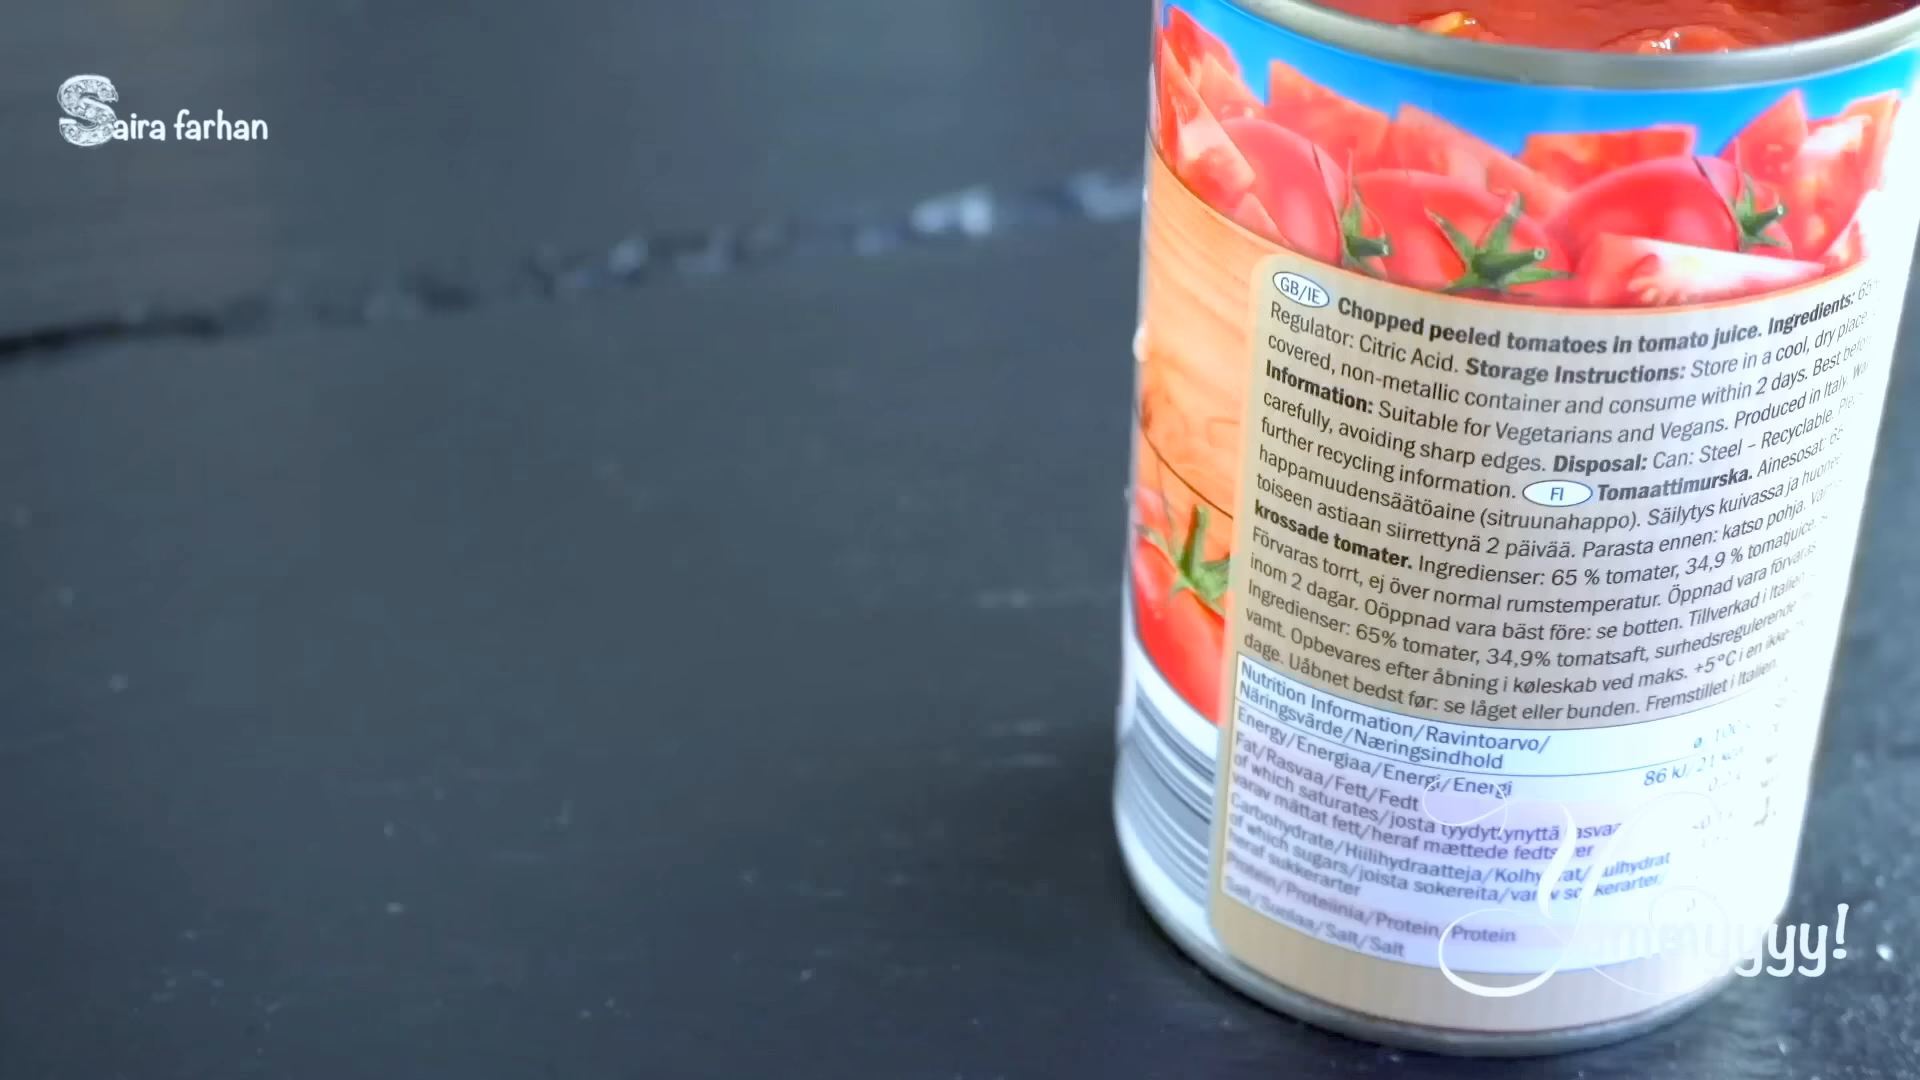 Saira farhan
GB/IE Chopped peeled tomatoes in tomato juice. Ingredients:
Regulator: Citric Acid. Storage Instructions: Store in a cool, dry place
covered, non-metallic container and consume within 2 days. Best
Information: Suitable for Vegetarians and Vegans. Produced in Italy.
carefully, avoiding sharp edges. Disposal: Can: Steel – Recyclable.
further recycling information. FI Tomaattimurska. Ainesosat: 65
happamuudensäätöaine (sitruunahappo). Säilytys kuivassa ja
toiseen astiaan siirrettynä 2 päivää. Parasta ennen: katso pohja.
krossade tomater. Ingredienser: 65 % tomater, 34,9 % tomatjuice.
Förvaras torrt, ej över normal rumstemperatur. Öppnad vara förvaras
inom 2 dagar. Oöppnad vara bäst före: se botten. Tillverkad i Italien
Ingredienser: 65% tomater, 34,9% tomatsaft, surhedsregulerende
vamt. Opbevares efter åbning i køleskab ved maks. +5°C i en ikke-
dage. Uåbnet bedst før: se låget eller bunden. Fremstillet i Italien.
Nutrition Information/Ravintoarvo/
Näringsvärde/Næringsindhold
Energy/Energiaa/Energi/Energi 86 kJ/21
Fat/Rasvaa/Fett/Fedt
of which saturates/josta tyydyttynyttä
varav mättat fett/heraf mættede
Carbohydrate/Hiilihydraatteja/
of which sugars/joista sokereita/
heraf sukkerarter
Protein/Proteiinia/Protein/Protein
Salt/Suolaa/Salt/Salt
Yummyyyy!